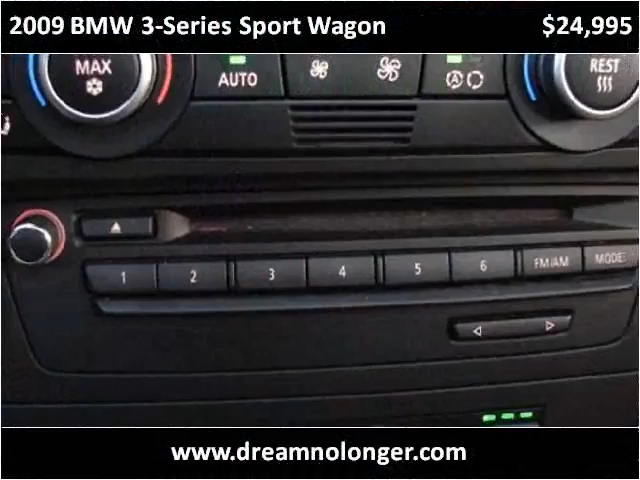 2009 BMW 3-Series Sport Wagon $24,995
MAX AUTO REST
1 2 3 4 5 6 FM/AM MODE
www.dreamnolonger.com